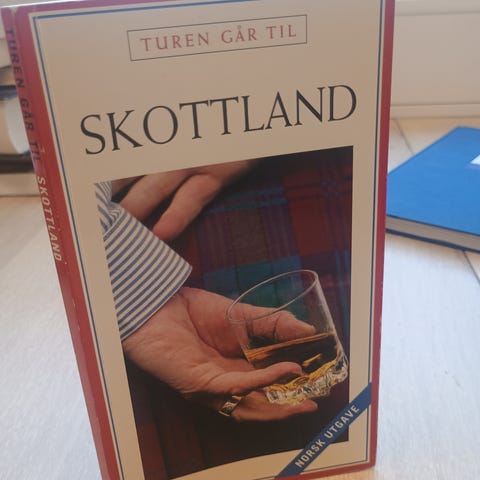 TUREN GÅR TIL
SKOTTLAND
NORSK UTGAVE
TUREN GÅR TIL SKOTTLAND